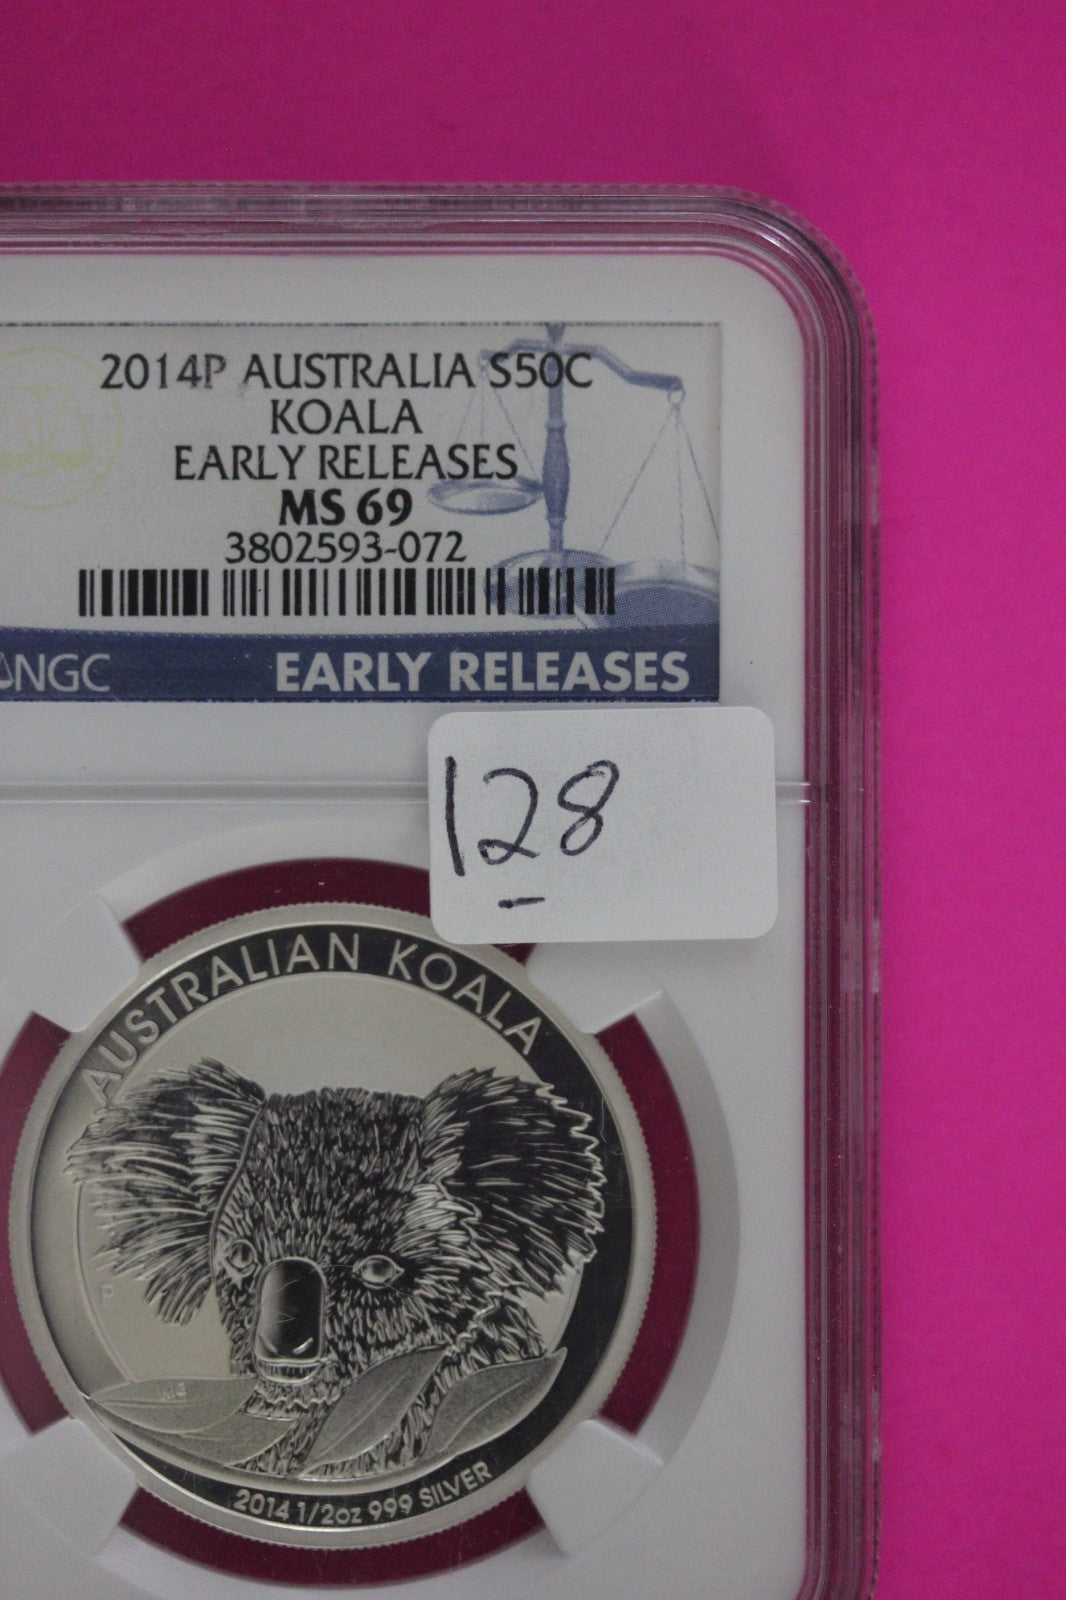 2014P AUSTRALIA S50C
KOALA
EARLY RELEASES
MS 69
3802593-072
NGC EARLY RELEASES
128
AUSTRALIAN KOALA
P
NG
2014 1/2oz 999 SILVER